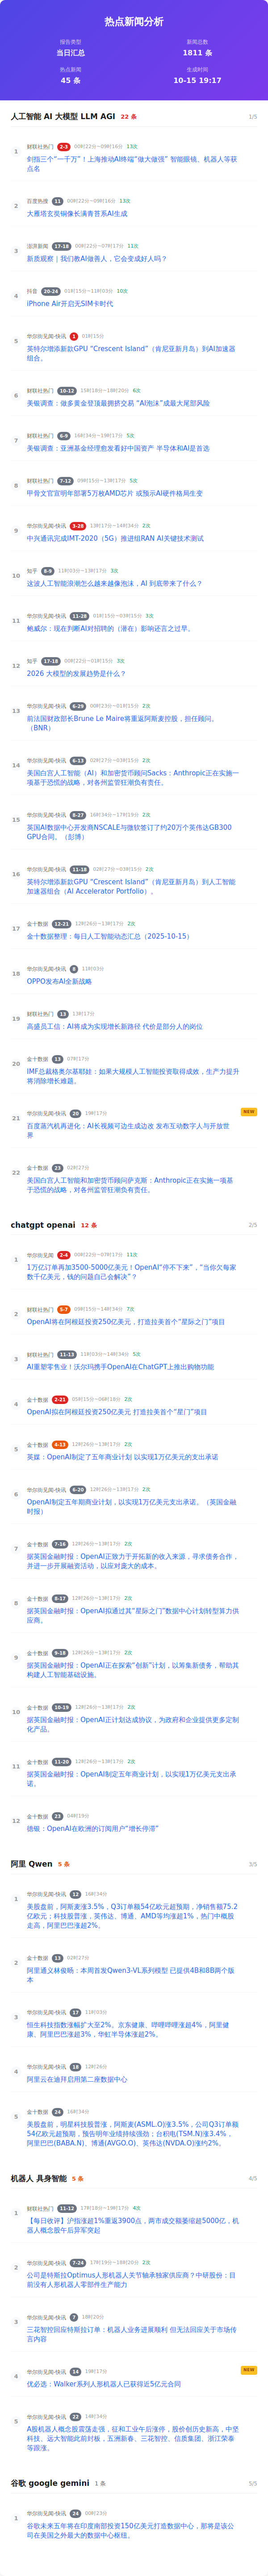 热点新闻分析
报告类型
新闻总数
当日汇总
1811 条
热点新闻
生成时间
45 条
10-15 19:17
人工智能 AI 大模型 LLM AGI 22 条 1/5
1 财联社热门 2-3 00时22分~09时16分 13次
剑指三个“一千万”！上海推动AI终端“做大做强” 智能眼镜、机器人等获
点名
2 百度热搜 11 00时22分~09时16分 13次
大雁塔玄奘铜像长满青苔系AI生成
3 澎湃新闻 17-18 00时22分~07时17分 11次
新质观察｜我们教AI做善人，它会变成好人吗？
4 抖音 20-24 01时15分~11时03分 10次
iPhone Air开启无SIM卡时代
5 华尔街见闻-快讯 1 01时15分
英特尔增添新款GPU “Crescent Island”（肯尼亚新月岛）到AI加速器
组合。
6 财联社热门 10-12 15时18分~18时20分 6次
美银调查：做多黄金登顶最拥挤交易 “AI泡沫”成最大尾部风险
7 财联社热门 6-9 16时34分~19时17分 5次
美银调查：亚洲基金经理愈发看好中国资产 半导体和AI是首选
8 财联社热门 7-12 09时15分~13时17分 5次
甲骨文官宣明年部署5万枚AMD芯片 或预示AI硬件格局生变
9 华尔街见闻-快讯 3-28 13时17分~14时34分 2次
中兴通讯完成IMT-2020（5G）推进组RAN AI关键技术测试
10 知乎 8-9 11时03分~13时17分 3次
这波人工智能浪潮怎么越来越像泡沫，AI 到底带来了什么？
11 华尔街见闻-快讯 11-28 01时15分~03时15分 3次
鲍威尔：现在判断AI对招聘的（潜在）影响还言之过早。
12 知乎 17-18 00时22分~01时15分 3次
2026 大模型的发展趋势是什么？
13 华尔街见闻-快讯 6-29 00时23分~01时15分 2次
前法国财政部长Brune Le Maire将重返阿斯麦控股，担任顾问。
（BNR）
14 华尔街见闻-快讯 6-13 02时27分~03时15分 2次
美国白宫人工智能（AI）和加密货币顾问Sacks：Anthropic正在实施一项
基于恐慌的战略，对各州监管狂潮负有责任。
15 华尔街见闻-快讯 8-27 16时34分~17时19分 2次
英国AI数据中心开发商NSCALE与微软签订了约20万个英伟达GB300
GPU合同。（彭博）
16 华尔街见闻-快讯 11-18 02时27分~03时15分 2次
英特尔增添新款GPU “Crescent Island”（肯尼亚新月岛）到人工智能
加速器组合（AI Accelerator Portfolio）。
17 金十数据 12-21 12时26分~13时17分 2次
金十数据整理：每日人工智能动态汇总（2025-10-15）
18 华尔街见闻-快讯 8 11时03分
OPPO发布AI全新战略
19 财联社热门 13 13时17分
高盛员工信：AI将成为实现增长新路径 代价是部分人的岗位
20 金十数据 13 07时17分
IMF总裁格奥尔基耶娃：如果大规模人工智能投资取得成效，生产力提升
将消除增长难题。
21 华尔街见闻-快讯 20 19时17分 NEW
百度蒸汽机再进化：AI长视频可边生成边改 发布互动数字人与开放世
界
22 金十数据 23 02时27分
美国白宫人工智能和加密货币顾问萨克斯：Anthropic正在实施一项基
于恐慌的战略，对各州监管狂潮负有责任。
chatgpt openai 12 条 2/5
1 华尔街见闻 2-4 00时22分~07时17分 11次
1万亿订单再加3500-5000亿美元！OpenAI“停不下来”，“当你欠每家
数千亿美元，钱的问题自己会解决”？
2 财联社热门 5-7 09时15分~14时34分 7次
OpenAI将在阿根廷投资250亿美元，打造拉美首个“星际之门”项目
3 财联社热门 11-13 11时03分~14时34分 5次
AI重塑零售业！沃尔玛携手OpenAI在ChatGPT上推出购物功能
4 金十数据 2-21 05时15分~06时18分 2次
OpenAI拟在阿根廷投资250亿美元 打造拉美首个“星门”项目
5 金十数据 4-13 12时26分~13时17分 2次
英媒：OpenAI制定了五年商业计划 以实现1万亿美元的支出承诺
6 华尔街见闻-快讯 6-20 12时26分~13时17分 2次
OpenAI制定五年期商业计划，以实现1万亿美元支出承诺。（英国金融
时报）
7 金十数据 7-16 12时26分~13时17分 2次
据英国金融时报：OpenAI正致力于开拓新的收入来源，寻求债务合作，
并进一步开展融资活动，以应对庞大的成本。
8 金十数据 8-17 12时26分~13时17分 2次
据英国金融时报：OpenAI拟通过其“星际之门”数据中心计划转型算力供
应商。
9 金十数据 9-18 12时26分~13时17分 2次
据英国金融时报：OpenAI正在探索“创新”计划，以筹集新债务，帮助其
构建人工智能基础设施。
10 金十数据 10-19 12时26分~13时17分 2次
据英国金融时报：OpenAI正计划达成协议，为政府和企业提供更多定制
化产品。
11 金十数据 11-20 12时26分~13时17分 2次
据英国金融时报：OpenAI制定五年商业计划，以实现1万亿美元支出承
诺。
12 金十数据 23 04时19分
德银：OpenAI在欧洲的订阅用户“增长停滞”
阿里 Qwen 5 条 3/5
1 华尔街见闻-快讯 12 16时34分
美股盘前，阿斯麦涨3.5%，Q3订单额54亿欧元超预期，净销售额75.2
亿欧元；科技股普涨，英伟达、博通、AMD等均涨超1%，热门中概股
走高，阿里巴巴涨超2%。
2 金十数据 13 02时27分
阿里通义林俊旸：本周首发Qwen3-VL系列模型 已提供4B和8B两个版
本
3 华尔街见闻-快讯 17 11时03分
恒生科技指数涨幅扩大至2%。京东健康、哔哩哔哩涨超4%，阿里健
康、阿里巴巴涨超3%，华虹半导体涨超2%。
4 华尔街见闻-快讯 18 12时26分
阿里云在迪拜启用第二座数据中心
5 金十数据 24 16时34分
美股盘前，明星科技股普涨，阿斯麦(ASML.O)涨3.5%，公司Q3订单额
54亿欧元超预期，预告明年业绩持续强劲；台积电(TSM.N)涨3.4%，
阿里巴巴(BABA.N)、博通(AVGO.O)、英伟达(NVDA.O)涨约2%。
机器人 具身智能 5 条 4/5
1 财联社热门 11-12 17时18分~19时17分 4次
【每日收评】沪指涨超1%重返3900点，两市成交额萎缩超5000亿，机
器人概念股午后异军突起
2 华尔街见闻-快讯 7-24 17时19分~18时20分 2次
公司是特斯拉Optimus人形机器人关节轴承独家供应商？中研股份：目
前没有人形机器人零部件生产能力
3 华尔街见闻-快讯 7 18时20分
三花智控回应特斯拉订单：机器人业务进展顺利 但无法回应关于市场传
言内容
4 华尔街见闻-快讯 14 19时17分 NEW
优必选：Walker系列人形机器人已获得近5亿元合同
5 华尔街见闻-快讯 22 14时34分
A股机器人概念股震荡走强，征和工业午后涨停，股价创历史新高，中坚
科技、远大智能此前封板，五洲新春、三花智控、信质集团、浙江荣泰
等跟涨。
谷歌 google gemini 1 条 5/5
1 华尔街见闻-快讯 24 00时23分
谷歌未来五年将在印度南部投资150亿美元打造数据中心，那将是该公
司在美国之外最大的数据中心枢纽。